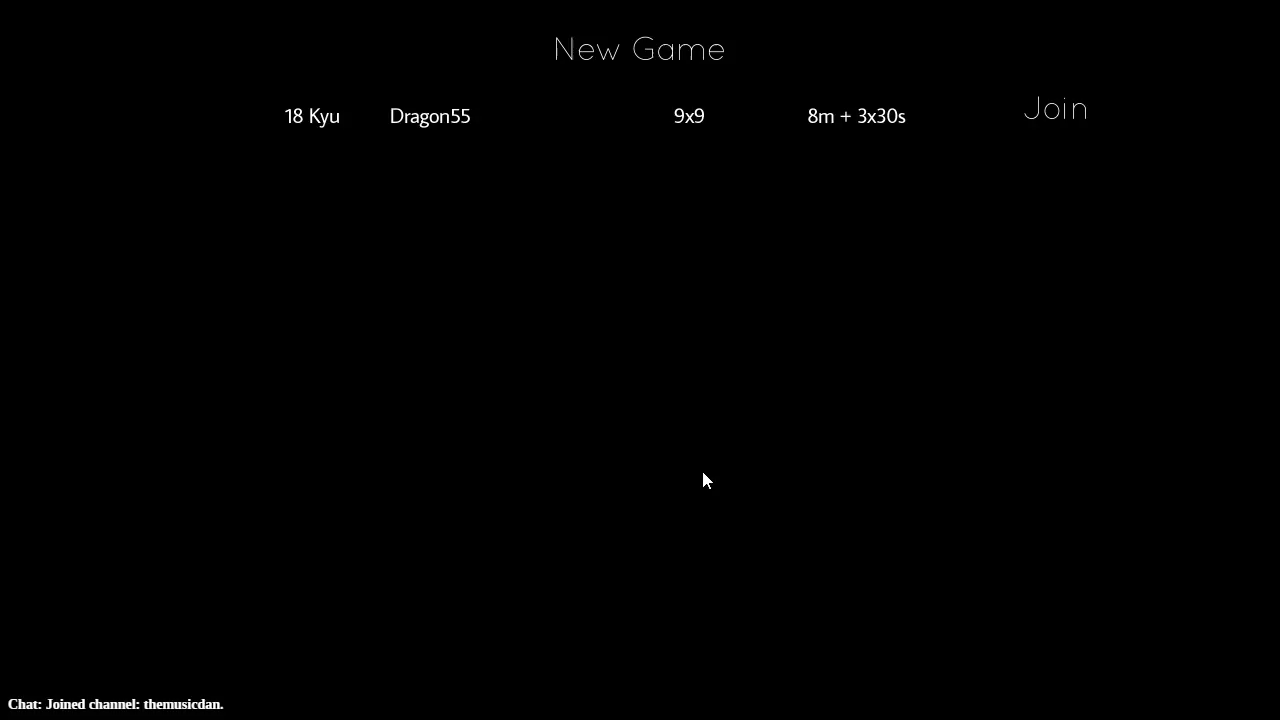 New Game
18 Kyu Dragon55 9x9 8m + 3x30s Join
Chat: Joined channel: themusicdan.